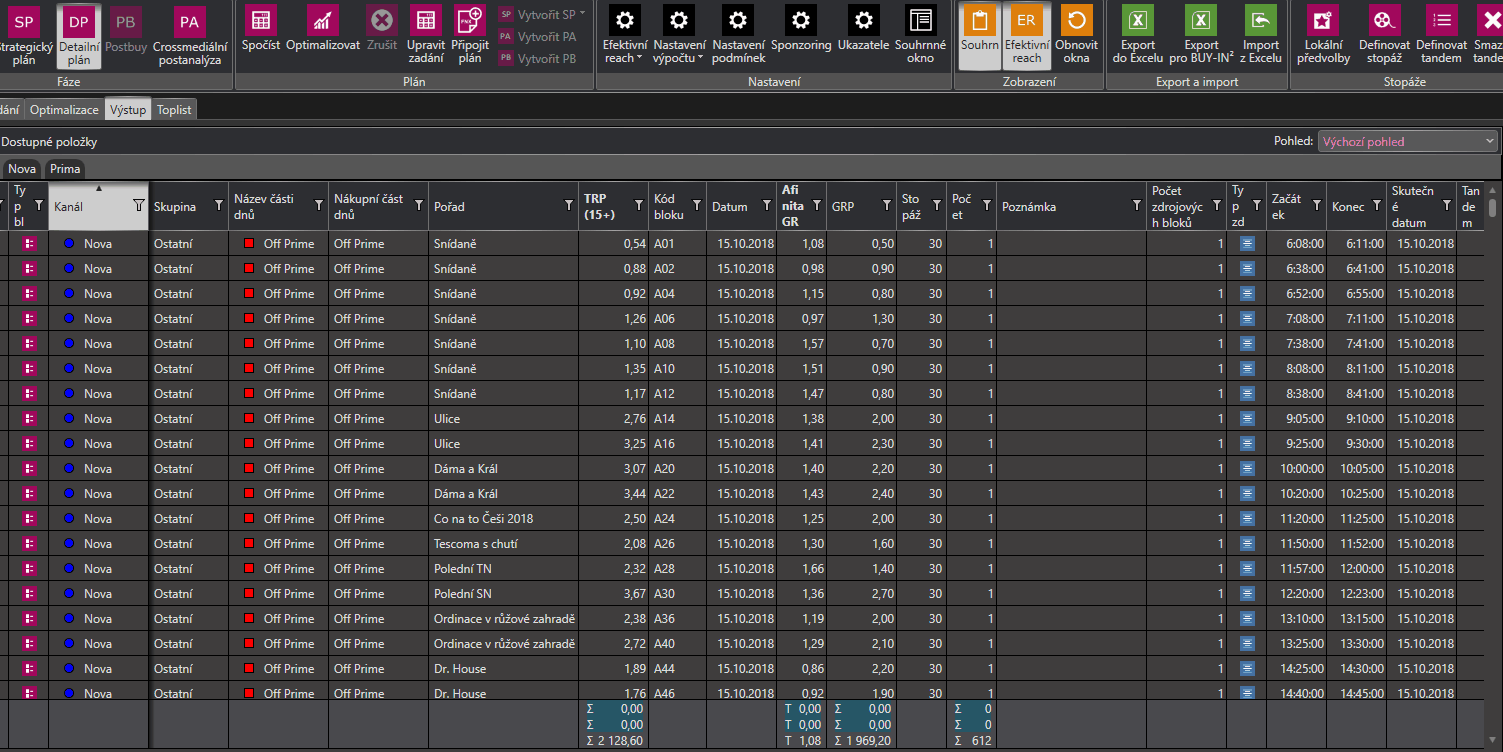 SP DP PB PA
Strategický plán
Detailní plán
Postbuy
Crossmediální postanalýza
Fáze
Spočíst
Optimalizovat
Zrušit
Upravit zadání
Připojit plán
SP Vytvořit SP
PA Vytvořit PA
PB Vytvořit PB
Plán
Efektivní reach
Nastavení výpočtu
Nastavení podmínek
Sponzoring
Ukazatele
Souhrnné okno
Nastavení
Souhrn
ER Efektivní reach
Obnovit okna
Zobrazení
Export do Excelu
Export pro BUY-IN²
Import z Excelu
Export a import
Lokální předvolby
Definovat stopáž
Definovat tandem
Smaza
tande
Stopáže
dání Optimalizace Výstup Toplist
Dostupné položky
Pohled: Výchozí pohled
Nova Prima
Typ bl Kanál Skupina Název části dnů Nákupní část dnů Pořad TRP (15+) Kód bloku Datum Afinita GR GRP Stopáž Počet Poznámka Počet zdrojových bloků Typ zd Začátek Konec Skutečné datum Tandem
Nova Ostatní Off Prime Off Prime Snídaně 0,54 A01 15.10.2018 1,08 0,50 30 1 1 6:08:00 6:11:00 15.10.2018
Nova Ostatní Off Prime Off Prime Snídaně 0,88 A02 15.10.2018 0,98 0,90 30 1 1 6:38:00 6:41:00 15.10.2018
Nova Ostatní Off Prime Off Prime Snídaně 0,92 A04 15.10.2018 1,15 0,80 30 1 1 6:52:00 6:55:00 15.10.2018
Nova Ostatní Off Prime Off Prime Snídaně 1,26 A06 15.10.2018 0,97 1,30 30 1 1 7:08:00 7:11:00 15.10.2018
Nova Ostatní Off Prime Off Prime Snídaně 1,10 A08 15.10.2018 1,57 0,70 30 1 1 7:38:00 7:41:00 15.10.2018
Nova Ostatní Off Prime Off Prime Snídaně 1,35 A10 15.10.2018 1,51 0,90 30 1 1 8:08:00 8:11:00 15.10.2018
Nova Ostatní Off Prime Off Prime Snídaně 1,17 A12 15.10.2018 1,47 0,80 30 1 1 8:38:00 8:41:00 15.10.2018
Nova Ostatní Off Prime Off Prime Ulice 2,76 A14 15.10.2018 1,38 2,00 30 1 1 9:05:00 9:10:00 15.10.2018
Nova Ostatní Off Prime Off Prime Ulice 3,25 A16 15.10.2018 1,41 2,30 30 1 1 9:25:00 9:30:00 15.10.2018
Nova Ostatní Off Prime Off Prime Dáma a Král 3,07 A20 15.10.2018 1,40 2,20 30 1 1 10:00:00 10:05:00 15.10.2018
Nova Ostatní Off Prime Off Prime Dáma a Král 3,44 A22 15.10.2018 1,43 2,40 30 1 1 10:20:00 10:25:00 15.10.2018
Nova Ostatní Off Prime Off Prime Co na to Češi 2018 2,50 A24 15.10.2018 1,25 2,00 30 1 1 11:20:00 11:25:00 15.10.2018
Nova Ostatní Off Prime Off Prime Tescoma s chutí 2,08 A26 15.10.2018 1,30 1,60 30 1 1 11:50:00 11:52:00 15.10.2018
Nova Ostatní Off Prime Off Prime Polední TN 2,32 A28 15.10.2018 1,66 1,40 30 1 1 11:57:00 12:00:00 15.10.2018
Nova Ostatní Off Prime Off Prime Polední SN 3,67 A30 15.10.2018 1,36 2,70 30 1 1 12:20:00 12:23:00 15.10.2018
Nova Ostatní Off Prime Off Prime Ordinace v růžové zahradě 2,38 A36 15.10.2018 1,19 2,00 30 1 1 13:10:00 13:15:00 15.10.2018
Nova Ostatní Off Prime Off Prime Ordinace v růžové zahradě 2,72 A40 15.10.2018 1,29 2,10 30 1 1 13:25:00 13:30:00 15.10.2018
Nova Ostatní Off Prime Off Prime Dr. House 1,89 A44 15.10.2018 0,86 2,20 30 1 1 14:25:00 14:30:00 15.10.2018
Nova Ostatní Off Prime Off Prime Dr. House 1,76 A46 15.10.2018 0,92 1,90 30 1 1 14:40:00 14:45:00 15.10.2018
Σ 0,00 T 0,00 Σ 0,00 Σ 0
Σ 0,00 T 0,00 Σ 0,00 Σ 0
Σ 2 128,60 T 1,08 Σ 1 969,20 Σ 612